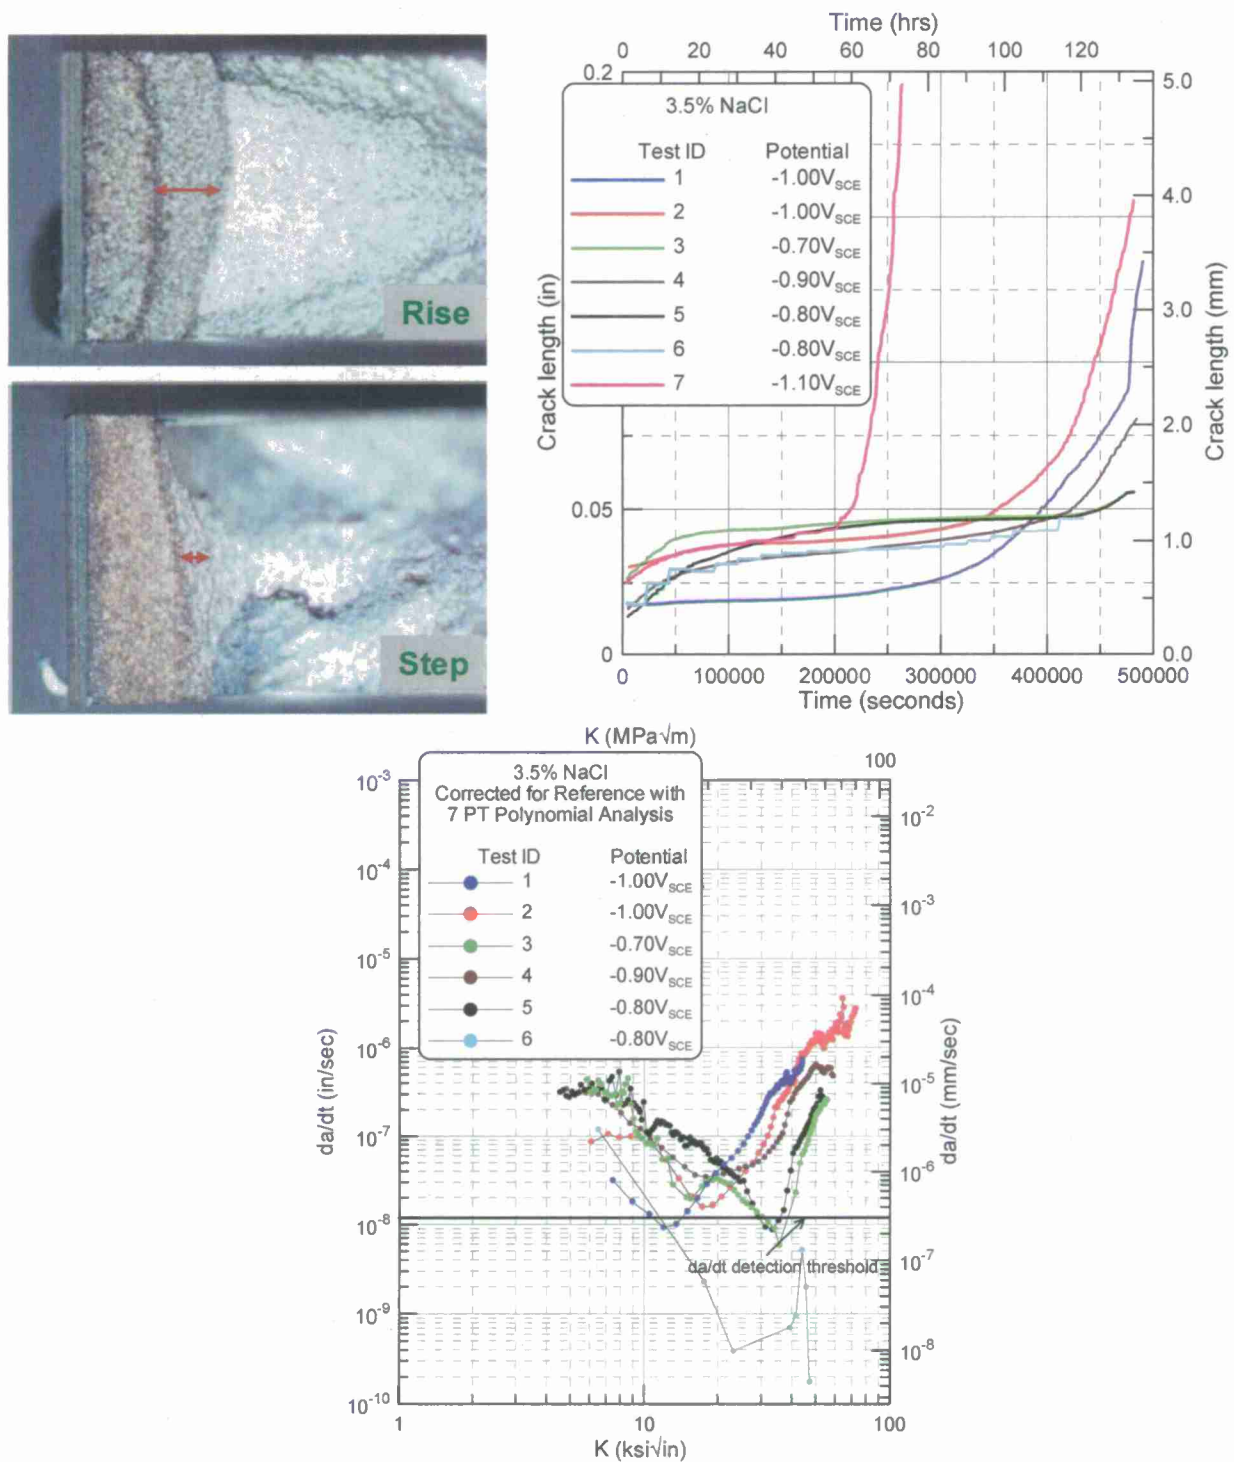 Rise
Step
Time (hrs)
0 20 40 60 80 100 120
0.2
0.05
0
Crack length (in)
3.5% NaCl
Test ID Potential
1 -1.00VSCE
2 -1.00VSCE
3 -0.70VSCE
4 -0.90VSCE
5 -0.80VSCE
6 -0.80VSCE
7 -1.10VSCE
5.0
4.0
3.0
2.0
1.0
0.0
Crack length (mm)
0 100000 200000 300000 400000 500000
Time (seconds)
K (MPa√m)
100
3.5% NaCl
Corrected for Reference with
7 PT Polynomial Analysis
Test ID Potential
1 -1.00VSCE
2 -1.00VSCE
3 -0.70VSCE
4 -0.90VSCE
5 -0.80VSCE
6 -0.80VSCE
10-3
10-4
10-5
10-6
10-7
10-8
10-9
10-10
da/dt (in/sec)
10-2
10-3
10-4
10-5
10-6
10-7
10-8
da/dt (mm/sec)
da/dt detection threshold
1 10 100
K (ksi√in)